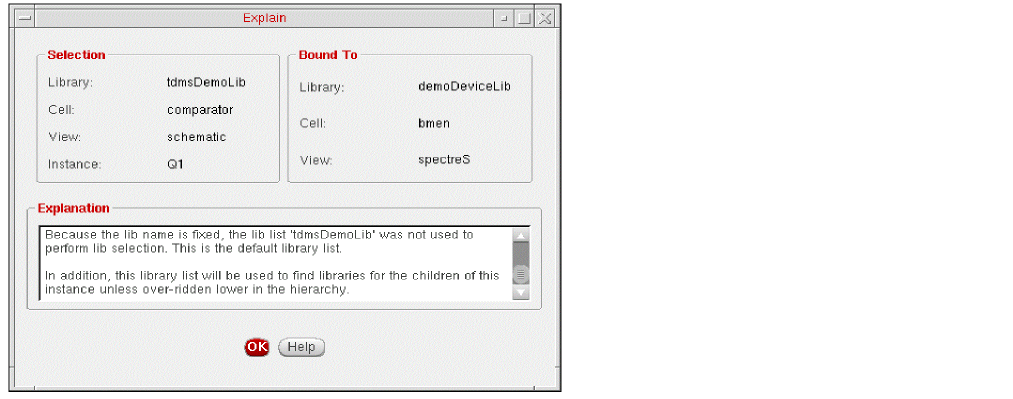 Explain
Selection
Library: tdmsDemoLib
Cell: comparator
View: schematic
Instance: Q1
Bound To
Library: demoDeviceLib
Cell: bmen
View: spectreS
Explanation
Because the lib name is fixed, the lib list 'tdmsDemoLib' was not used to
perform lib selection. This is the default library list.
In addition, this library list will be used to find libraries for the children of this
instance unless over-ridden lower in the hierarchy.
OK Help